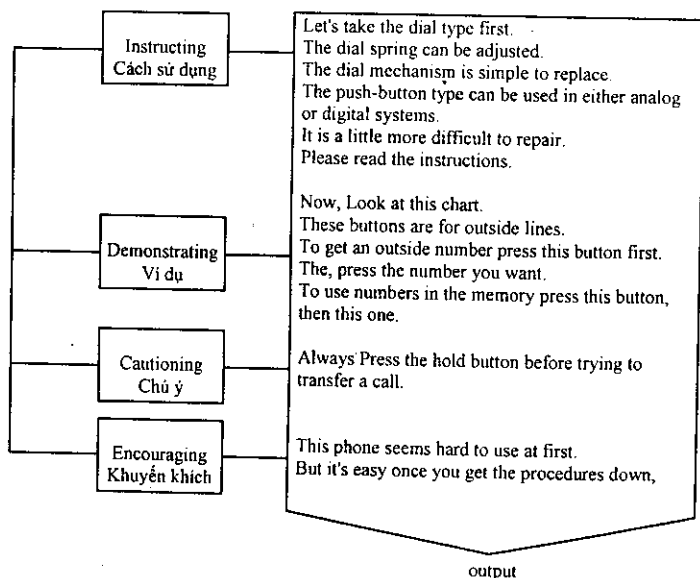 Instructing
Cách sử dụng
Let's take the dial type first.
The dial spring can be adjusted.
The dial mechanism is simple to replace.
The push-button type can be used in either analog
or digital systems.
It is a little more difficult to repair.
Please read the instructions.
Demonstrating
Ví dụ
Now, Look at this chart.
These buttons are for outside lines.
To get an outside number press this button first.
The, press the number you want.
To use numbers in the memory press this button,
then this one.
Cautioning
Chú ý
Always Press the hold button before trying to
transfer a call.
Encouraging
Khuyến khích
This phone seems hard to use at first.
But it's easy once you get the procedures down,
output